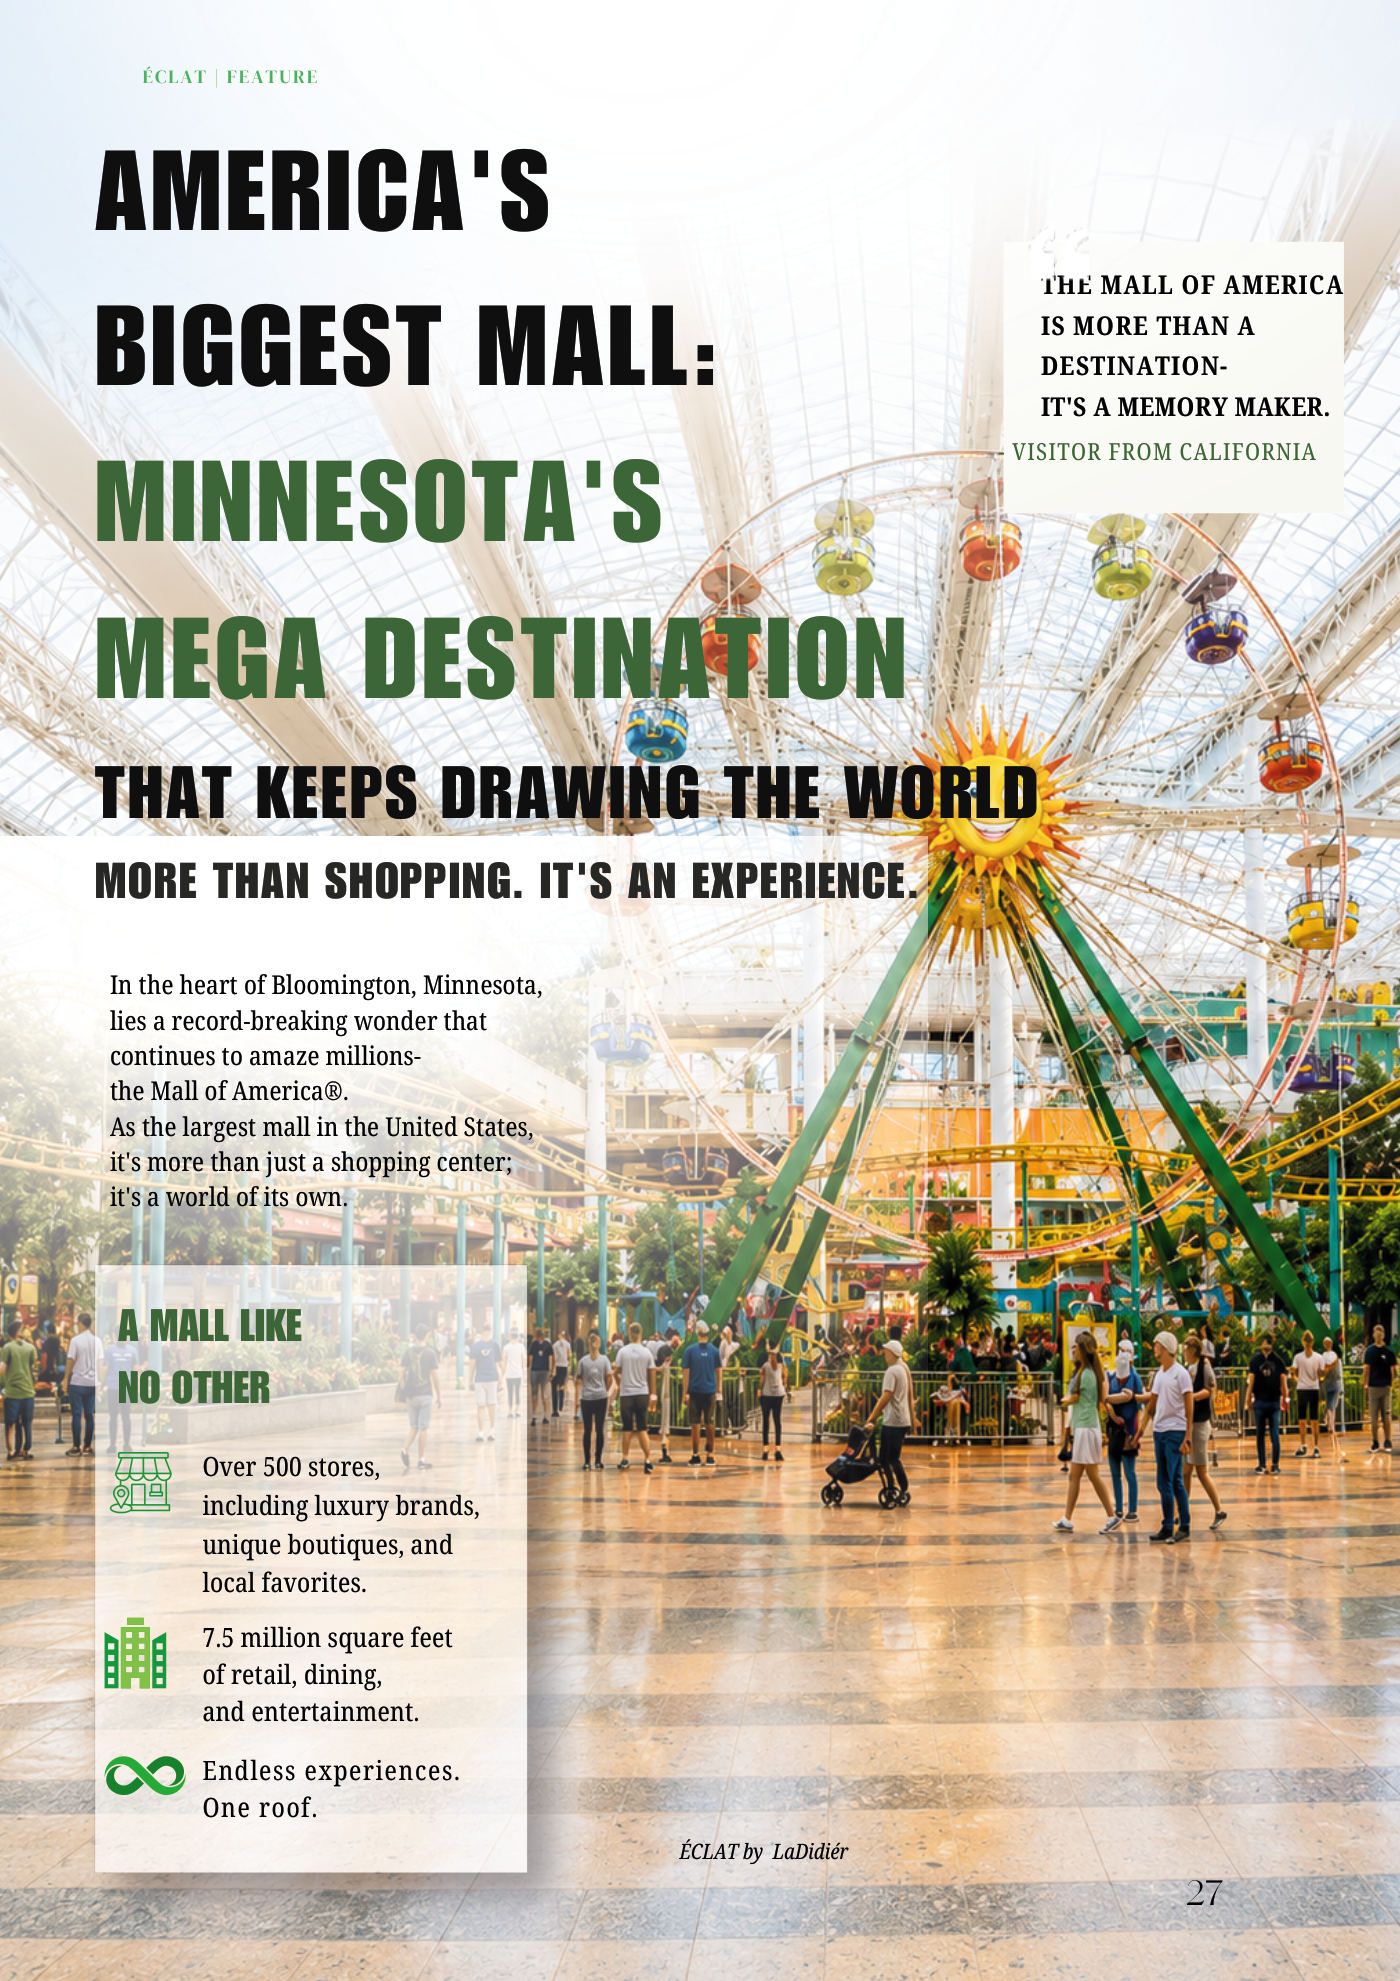 ÉCLAT | FEATURE
AMERICA'S
BIGGEST MALL:
MINNESOTA'S
MEGA DESTINATION
THAT KEEPS DRAWING THE WORLD
MORE THAN SHOPPING. IT'S AN EXPERIENCE.
“
THE MALL OF AMERICA
IS MORE THAN A
DESTINATION-
IT'S A MEMORY MAKER.
- VISITOR FROM CALIFORNIA
In the heart of Bloomington, Minnesota,
lies a record-breaking wonder that
continues to amaze millions-
the Mall of America®.
As the largest mall in the United States,
it's more than just a shopping center;
it's a world of its own.
A MALL LIKE
NO OTHER
Over 500 stores,
including luxury brands,
unique boutiques, and
local favorites.
7.5 million square feet
of retail, dining,
and entertainment.
Endless experiences.
One roof.
ÉCLAT by LaDidiér
27